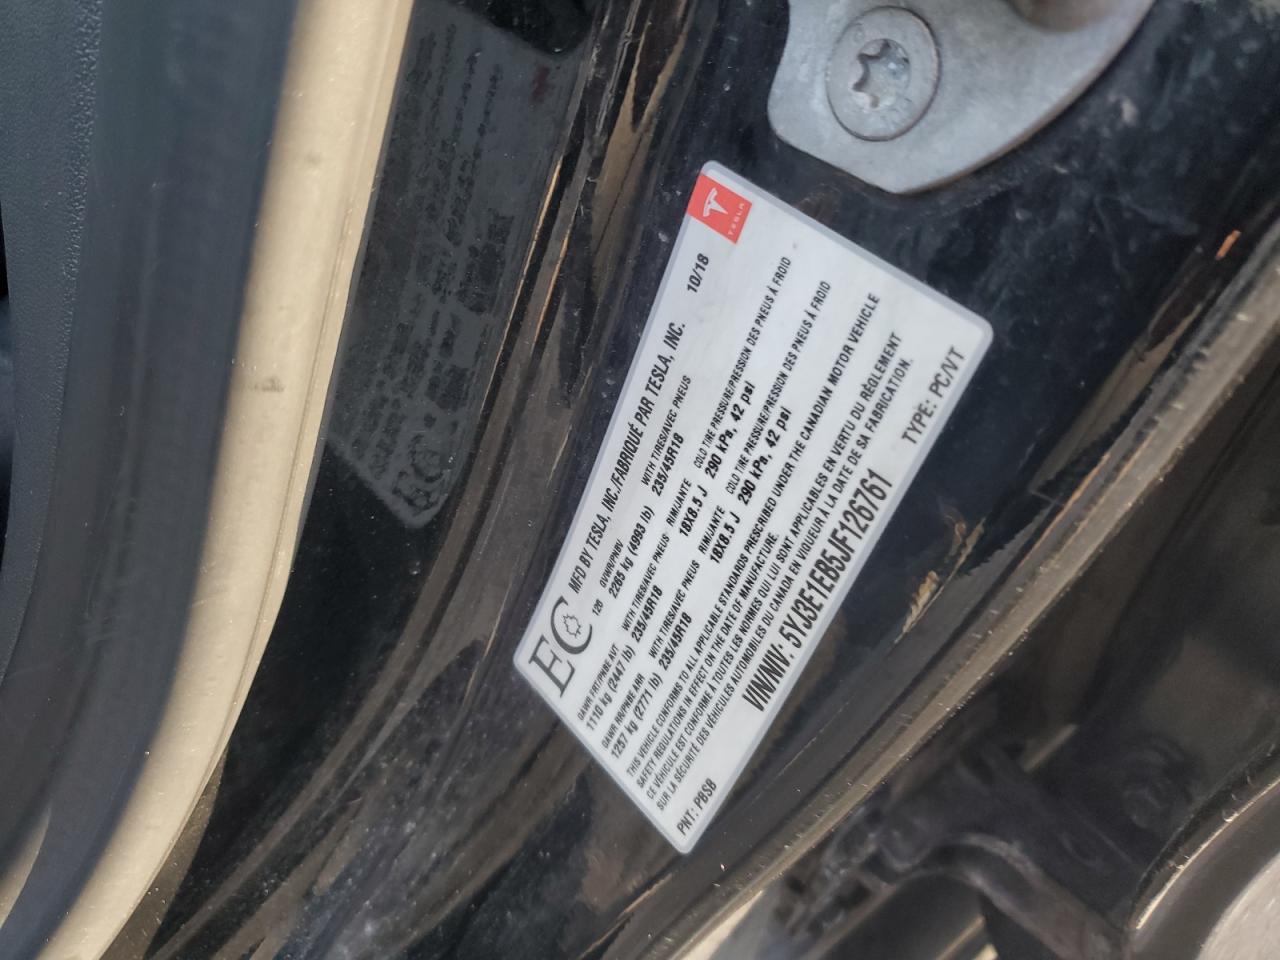 TESLA
10/18
MFD BY TESLA, INC./FABRIQUÉ PAR TESLA, INC.
120
GVWR/PNBV
WITH TIRES/AVEC PNEUS
2265 kg (4993 lb) 235/45R18
GAWR FRT/PNBE AVT WITH TIRES/AVEC PNEUS RIM/JANTE COLD TIRE PRESSURE/PRESSION DES PNEUS À FROID
1110 kg (2447 lb) 235/45R18 18X8.5 J 290 kPa, 42 psi
GAWR RR/PNBE ARR WITH TIRES/AVEC PNEUS RIM/JANTE COLD TIRE PRESSURE/PRESSION DES PNEUS À FROID
1257 kg (2771 lb) 235/45R18 18X8.5 J 290 kPa, 42 psi
THIS VEHICLE CONFORMS TO ALL APPLICABLE STANDARDS PRESCRIBED UNDER THE CANADIAN MOTOR VEHICLE
SAFETY REGULATIONS IN EFFECT ON THE DATE OF MANUFACTURE.
CE VÉHICULE EST CONFORME À TOUTES LES NORMES QUI LUI SONT APPLICABLES EN VERTU DU RÈGLEMENT
SUR LA SÉCURITÉ DES VÉHICULES AUTOMOBILES DU CANADA EN VIGUEUR À LA DATE DE SA FABRICATION.
VIN/NIV: 5YJ3E1EB5JF126761 TYPE: PC/VT
PNT: PBSB